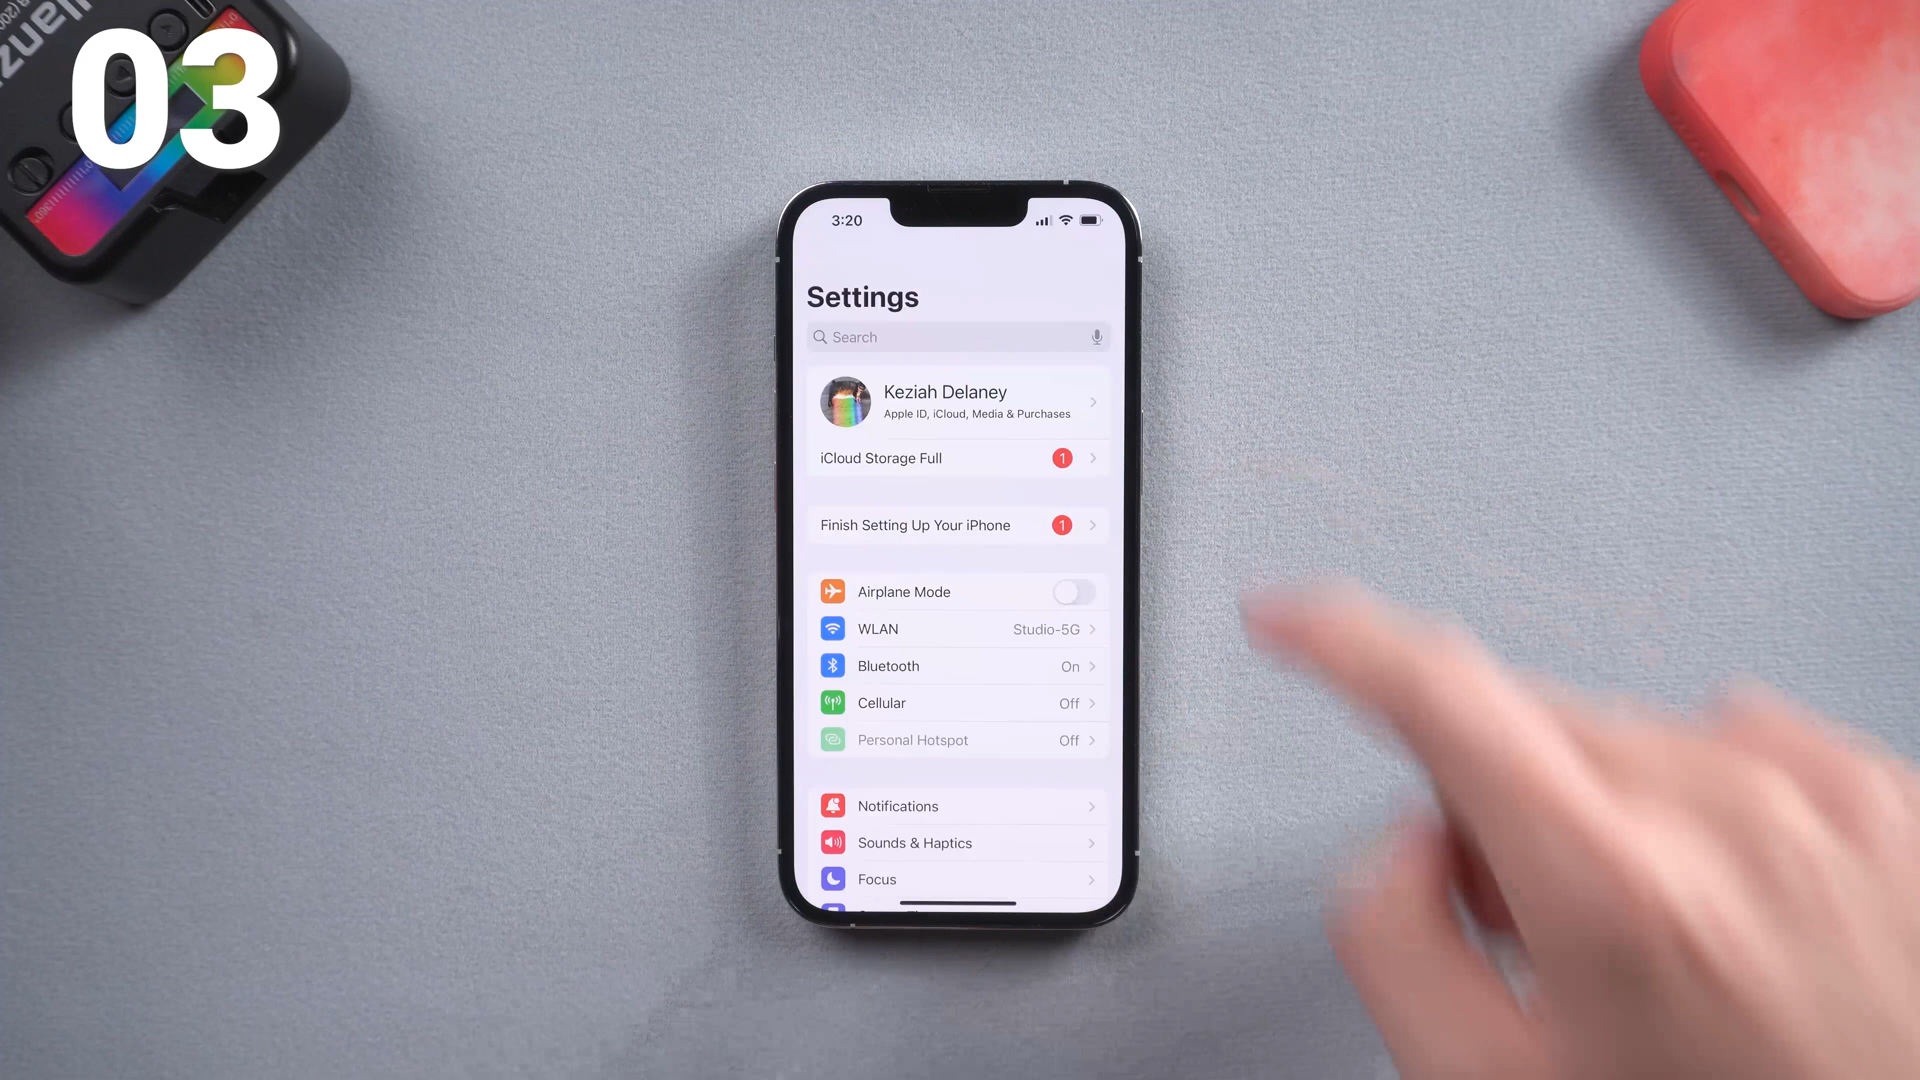 03
3:20
Settings
Search
Keziah Delaney
Apple ID, iCloud, Media & Purchases
iCloud Storage Full 1
Finish Setting Up Your iPhone 1
Airplane Mode
WLAN Studio-5G
Bluetooth On
Cellular Off
Personal Hotspot Off
Notifications
Sounds & Haptics
Focus